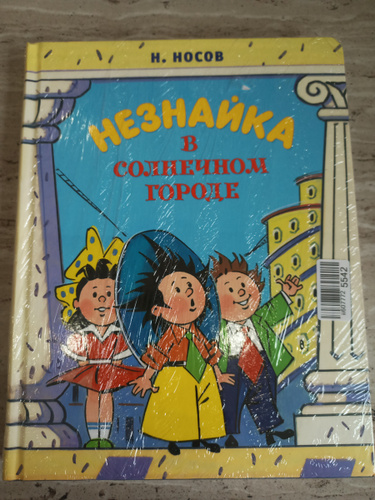 Н. НОСОВ
НЕЗНАЙКА
В
СОЛНЕЧНОМ
ГОРОДЕ
5542